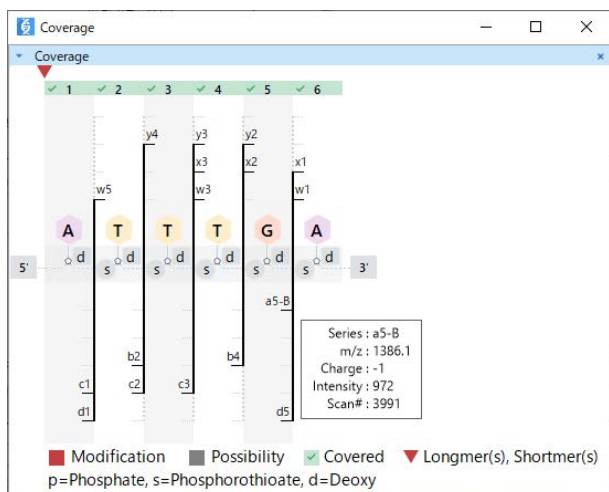 Coverage
Coverage
1 2 3 4 5 6
y4 y3 y2
x3 x2 x1
w5 w3 w1
A T T T G A
5' d s d s d s d s d s d 3'
a5-B
Series : a5-B
m/z : 1386.1
Charge : -1
Intensity : 972
Scan# : 3991
b2 b4
c1 c2 c3
d1 d5
Modification Possibility Covered Longmer(s), Shortmer(s)
p=Phosphate, s=Phosphorothioate, d=Deoxy